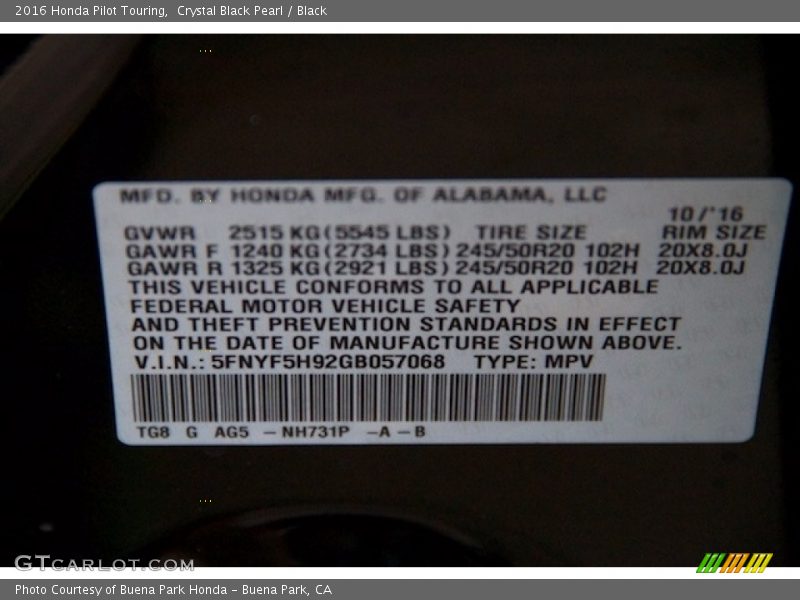 2016 Honda Pilot Touring, Crystal Black Pearl / Black
MFD. BY HONDA MFG. OF ALABAMA, LLC
10/'16
GVWR 2515 KG(5545 LBS) TIRE SIZE RIM SIZE
GAWR F 1240 KG(2734 LBS) 245/50R20 102H 20X8.0J
GAWR R 1325 KG(2921 LBS) 245/50R20 102H 20X8.0J
THIS VEHICLE CONFORMS TO ALL APPLICABLE
FEDERAL MOTOR VEHICLE SAFETY
AND THEFT PREVENTION STANDARDS IN EFFECT
ON THE DATE OF MANUFACTURE SHOWN ABOVE.
V.I.N.: 5FNYF5H92GB057068 TYPE: MPV
TG8 G AG5 – NH731P –A – B
GTCARLOT.COM
Photo Courtesy of Buena Park Honda - Buena Park, CA